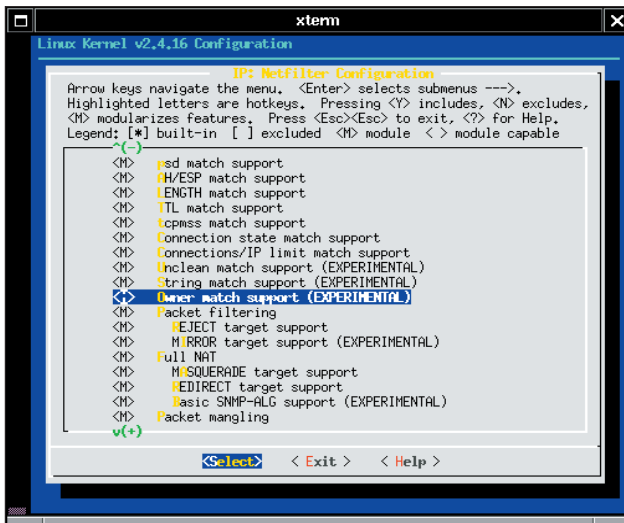 xterm
Linux Kernel v2.4.16 Configuration
IP: Netfilter Configuration
Arrow keys navigate the menu. <Enter> selects submenus --->.
Highlighted letters are hotkeys. Pressing <Y> includes, <N> excludes,
<M> modularizes features. Press <Esc><Esc> to exit, <?> for Help.
Legend: [*] built-in [ ] excluded <M> module < > module capable
^(-)
<M> psd match support
<M> AH/ESP match support
<M> LENGTH match support
<M> TTL match support
<M> tcpmss match support
<M> Connection state match support
<M> Connections/IP limit match support
<M> Unclean match support (EXPERIMENTAL)
<M> String match support (EXPERIMENTAL)
<M> Owner match support (EXPERIMENTAL)
<M> Packet filtering
<M> REJECT target support
<M> MIRROR target support (EXPERIMENTAL)
<M> Full NAT
<M> MASQUERADE target support
<M> REDIRECT target support
<M> Basic SNMP-ALG support (EXPERIMENTAL)
<M> Packet mangling
v(+)
<Select> < Exit > < Help >